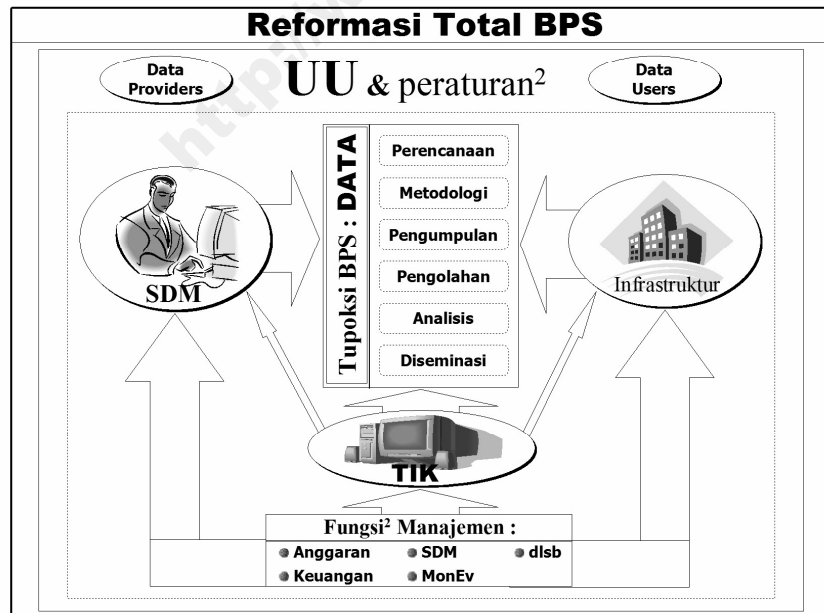 Reformasi Total BPS
Data
Providers
UU & peraturan²
Data
Users
Tupoksi BPS : DATA
Perencanaan
Metodologi
Pengumpulan
Pengolahan
Analisis
Diseminasi
SDM
Infrastruktur
TIK
Fungsi² Manajemen :
Anggaran SDM dlsb
Keuangan MonEv